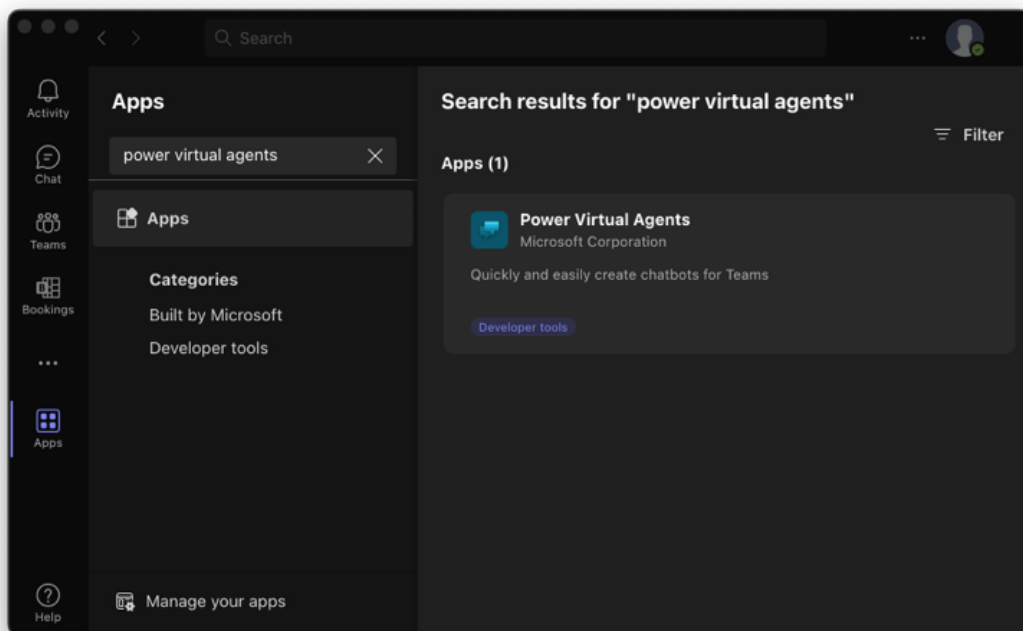 Search
...
Activity
Chat
Teams
Bookings
...
Apps
Help
Apps
power virtual agents
Apps
Categories
Built by Microsoft
Developer tools
Manage your apps
Search results for "power virtual agents"
Filter
Apps (1)
Power Virtual Agents
Microsoft Corporation
Quickly and easily create chatbots for Teams
Developer tools